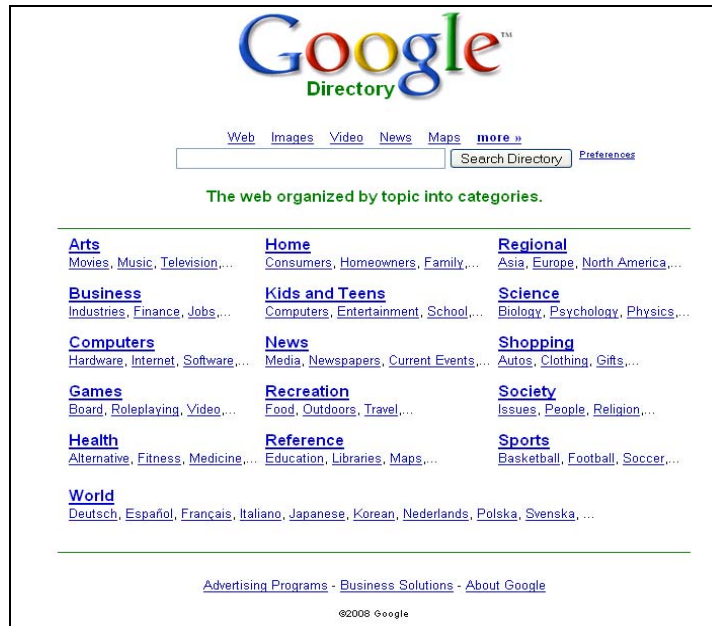 Google™
Directory
Web Images Video News Maps more »
Search Directory Preferences
The web organized by topic into categories.
Arts
Movies, Music, Television,...
Home
Consumers, Homeowners, Family,...
Regional
Asia, Europe, North America,...
Business
Industries, Finance, Jobs,...
Kids and Teens
Computers, Entertainment, School,...
Science
Biology, Psychology, Physics,...
Computers
Hardware, Internet, Software,...
News
Media, Newspapers, Current Events,...
Shopping
Autos, Clothing, Gifts,...
Games
Board, Roleplaying, Video,...
Recreation
Food, Outdoors, Travel,...
Society
Issues, People, Religion,...
Health
Alternative, Fitness, Medicine,...
Reference
Education, Libraries, Maps,...
Sports
Basketball, Football, Soccer,...
World
Deutsch, Español, Français, Italiano, Japanese, Korean, Nederlands, Polska, Svenska, ...
Advertising Programs - Business Solutions - About Google
©2008 Google